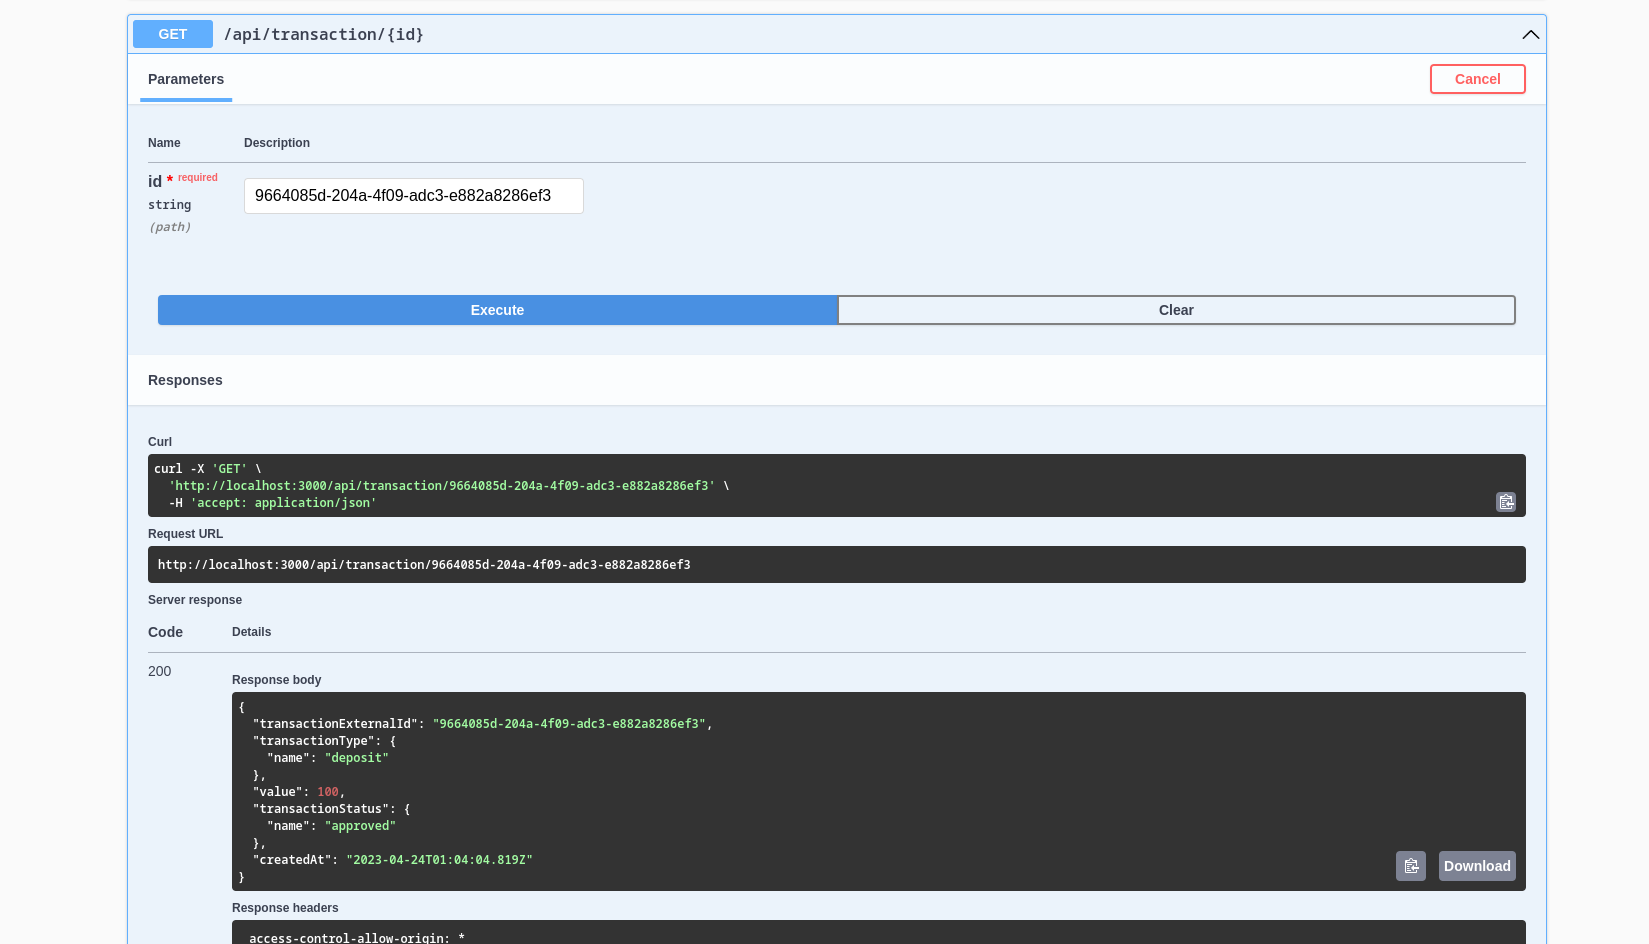 GET /api/transaction/{id}
Parameters
Cancel
Name Description
id * required
string
(path)
9664085d-204a-4f09-adc3-e882a8286ef3
Execute Clear
Responses
Curl
curl -X 'GET' \
  'http://localhost:3000/api/transaction/9664085d-204a-4f09-adc3-e882a8286ef3' \
  -H 'accept: application/json'
Request URL
http://localhost:3000/api/transaction/9664085d-204a-4f09-adc3-e882a8286ef3
Server response
Code Details
200
Response body
{
  "transactionExternalId": "9664085d-204a-4f09-adc3-e882a8286ef3",
  "transactionType": {
    "name": "deposit"
  },
  "value": 100,
  "transactionStatus": {
    "name": "approved"
  },
  "createdAt": "2023-04-24T01:04:04.819Z"
}
Download
Response headers
access-control-allow-origin: *